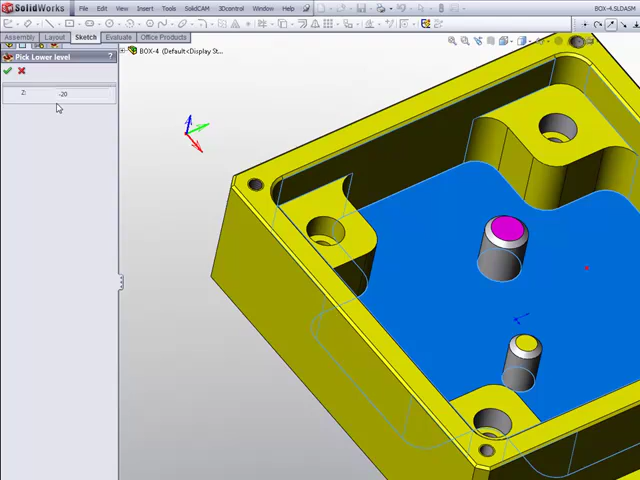 SolidWorks File Edit View Insert Tools SolidCAM 3Dcontrol Window Help BOX-4.SLDASM
Assembly Layout Sketch Evaluate Office Products
Pick Lower level ?
BOX-4 (Default<Display St...
Z: -20